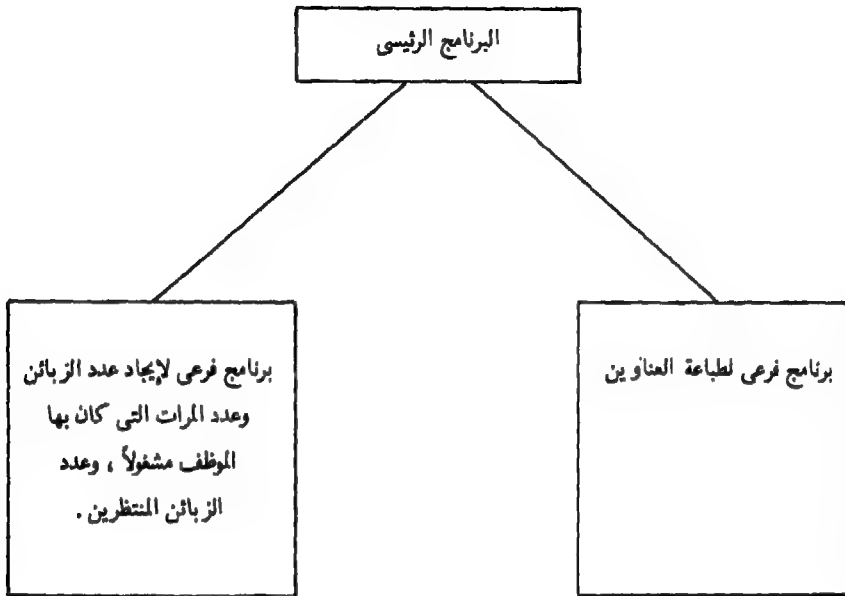 البرنامج الرئيسى
برنامج فرعى لطباعة العناوين
برنامج فرعى لإيجاد عدد الزبائن
وعدد المرات التى كان بها
الموظف مشغولاً ، وعدد
الزبائن المنتظرين .